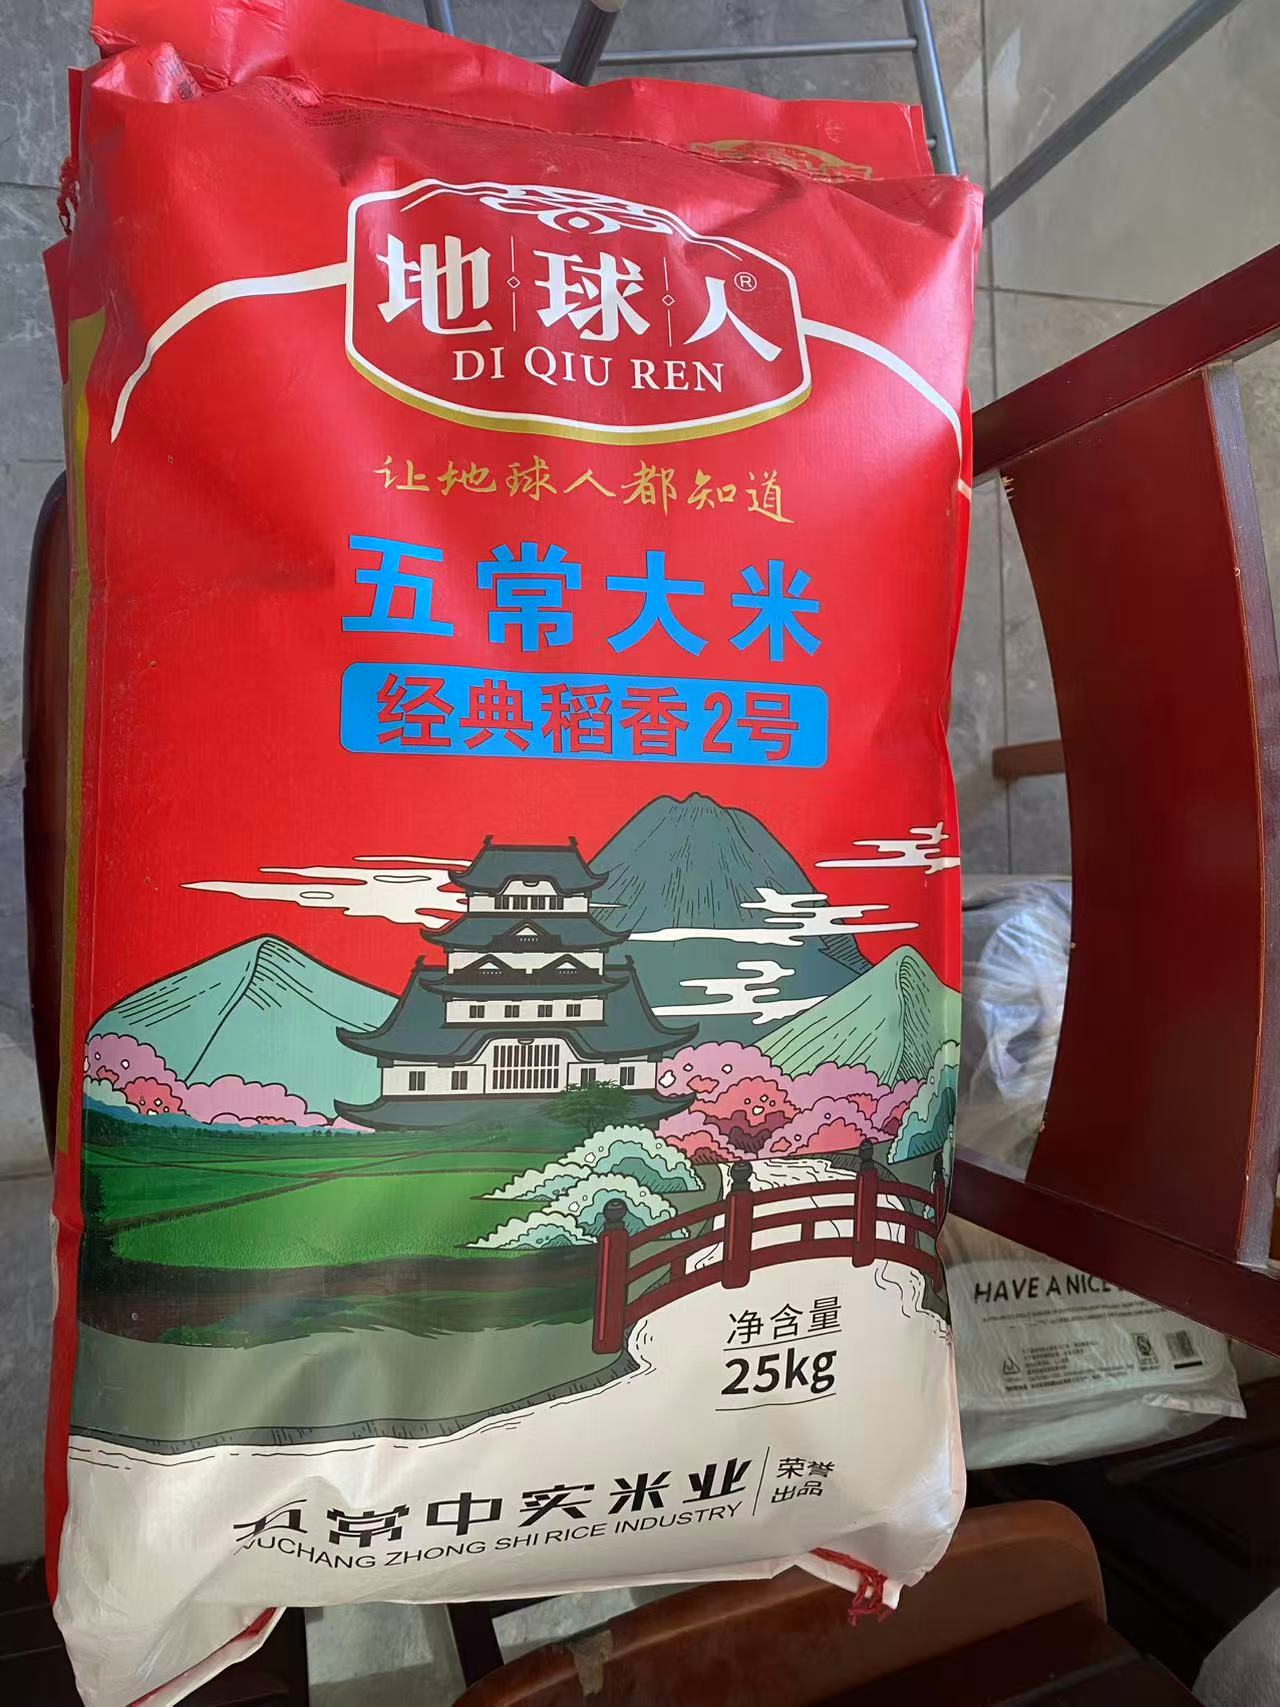 地球人®
DI QIU REN
让地球人都知道
五常大米
经典稻香2号
净含量
25kg
五常中实米业
WUCHANG ZHONG SHI RICE INDUSTRY
荣誉
出品
HAVE A NICE